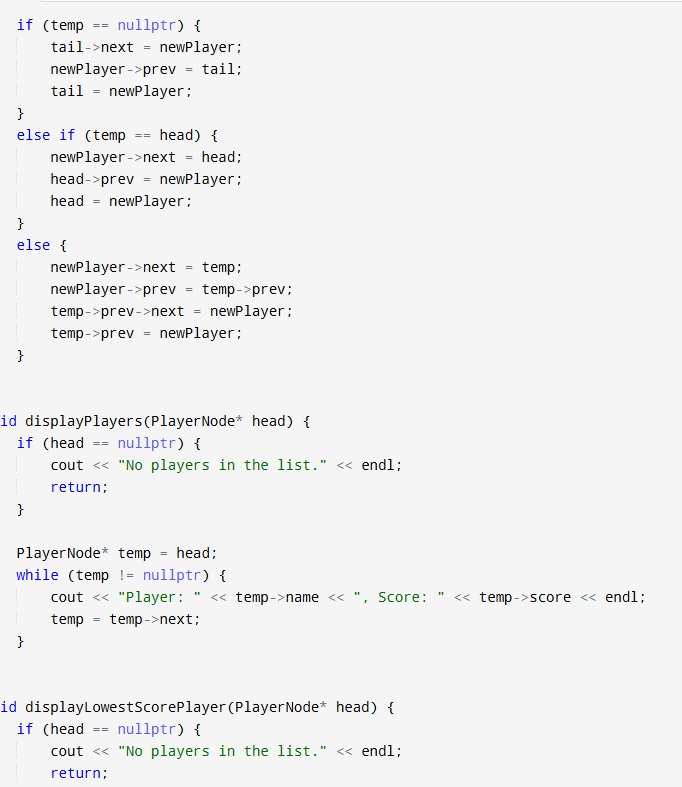 if (temp == nullptr) {
tail->next = newPlayer;
newPlayer->prev = tail;
tail = newPlayer;
}
else if (temp == head) {
newPlayer->next = head;
head->prev = newPlayer;
head = newPlayer;
}
else {
newPlayer->next = temp;
newPlayer->prev = temp->prev;
temp->prev->next = newPlayer;
temp->prev = newPlayer;
}
id displayPlayers(PlayerNode* head) {
if (head == nullptr) {
cout << "No players in the list." << endl;
return;
}
PlayerNode* temp = head;
while (temp != nullptr) {
cout << "Player: " << temp->name << ", Score: " << temp->score << endl;
temp = temp->next;
}
id displayLowestScorePlayer(PlayerNode* head) {
if (head == nullptr) {
cout << "No players in the list." << endl;
return;